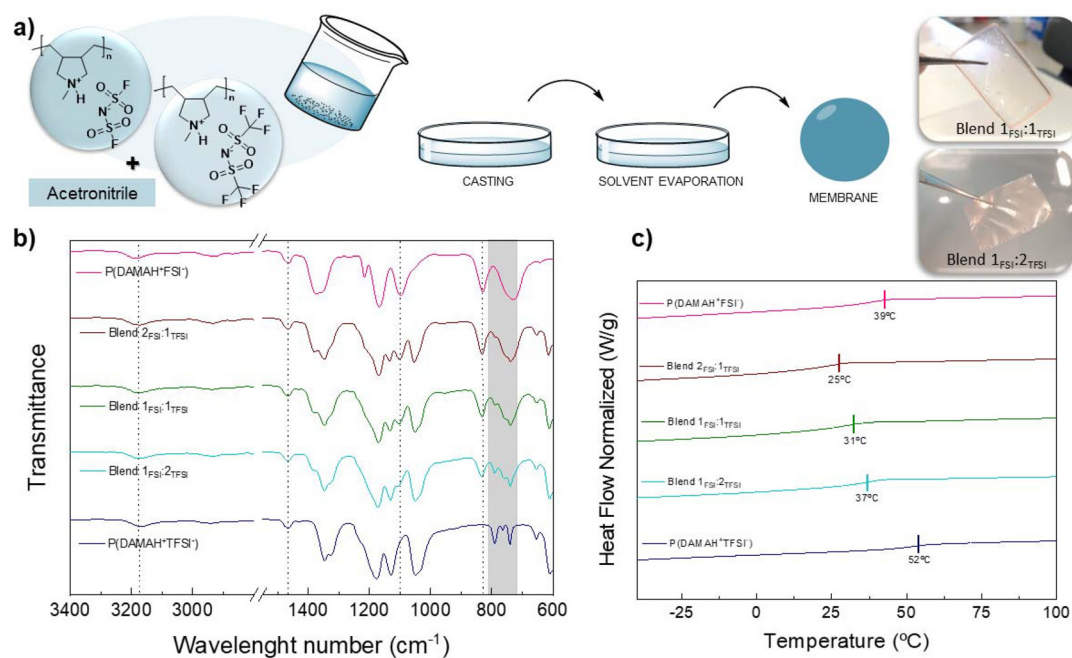 a)
n
N⁺
H
F
O
S
O
N⁻
O
S
O
F
+
n
N⁺
H
F
F
F
O
S
O
N⁻
O
S
O
F
F
F
Acetronitrile
CASTING
SOLVENT EVAPORATION
MEMBRANE
Blend 1FSI:1TFSI
Blend 1FSI:2TFSI
b)
P(DAMAH⁺FSI⁻)
Blend 2FSI:1TFSI
Blend 1FSI:1TFSI
Blend 1FSI:2TFSI
P(DAMAH⁺TFSI⁻)
Transmittance
3400 3200 3000 1400 1200 1000 800 600
Wavelenght number (cm⁻¹)
c)
P(DAMAH⁺FSI⁻)
39ºC
Blend 2FSI:1TFSI
25ºC
Blend 1FSI:1TFSI
31ºC
Blend 1FSI:2TFSI
37ºC
P(DAMAH⁺TFSI⁻)
52ºC
Heat Flow Normalized (W/g)
-25 0 25 50 75 100
Temperature (ºC)